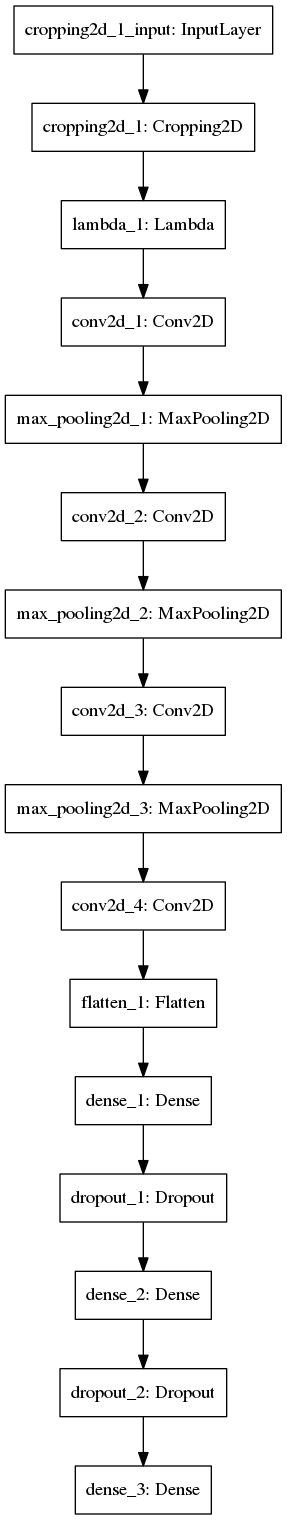 cropping2d_1_input: InputLayer
cropping2d_1: Cropping2D
lambda_1: Lambda
conv2d_1: Conv2D
max_pooling2d_1: MaxPooling2D
conv2d_2: Conv2D
max_pooling2d_2: MaxPooling2D
conv2d_3: Conv2D
max_pooling2d_3: MaxPooling2D
conv2d_4: Conv2D
flatten_1: Flatten
dense_1: Dense
dropout_1: Dropout
dense_2: Dense
dropout_2: Dropout
dense_3: Dense